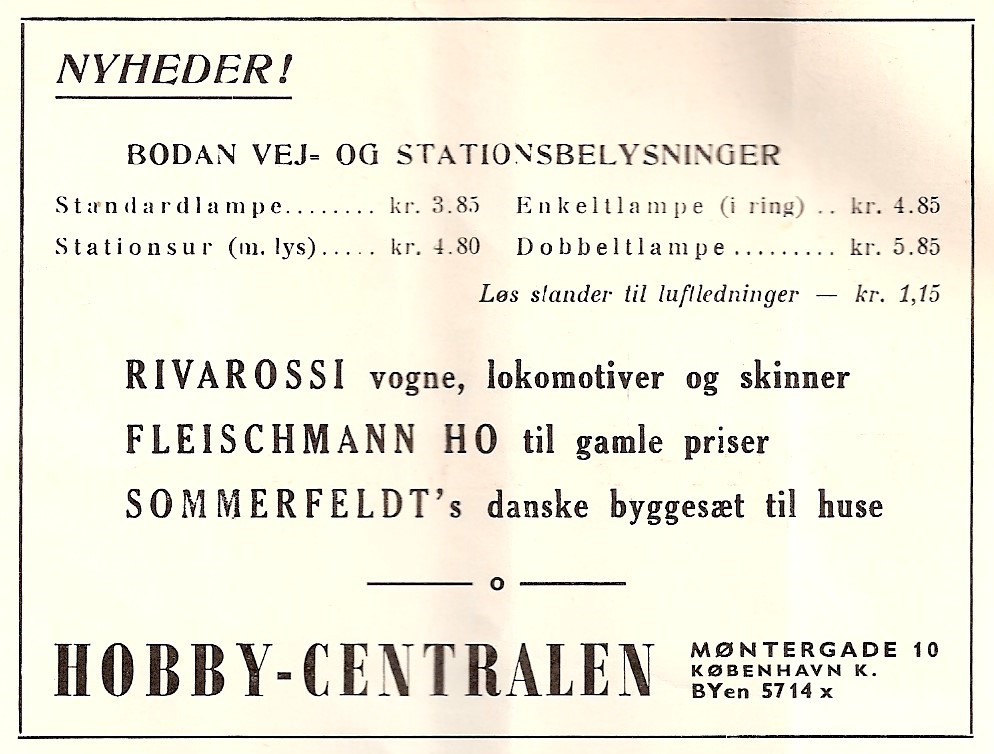 NYHEDER!
BODAN VEJ= OG STATIONSBELYSNINGER
Standardlampe........ kr. 3.85 Enkeltlampe (i ring) .. kr. 4.85
Stationsur (m. lys)..... kr. 4.80 Dobbeltlampe......... kr. 5.85
Løs stander til luftledninger — kr. 1,15
RIVAROSSI vogne, lokomotiver og skinner
FLEISCHMANN HO til gamle priser
SOMMERFELDT's danske byggesæt til huse
o
HOBBY-CENTRALEN
MØNTERGADE 10
KØBENHAVN K.
BYen 5714 x